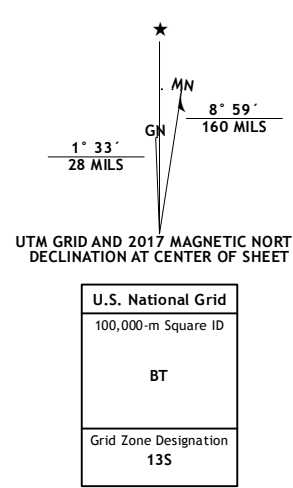 ★
MN
GN
8° 59´
160 MILS
1° 33´
28 MILS
UTM GRID AND 2017 MAGNETIC NORT
DECLINATION AT CENTER OF SHEET
U.S. National Grid
100,000-m Square ID
BT
Grid Zone Designation
13S